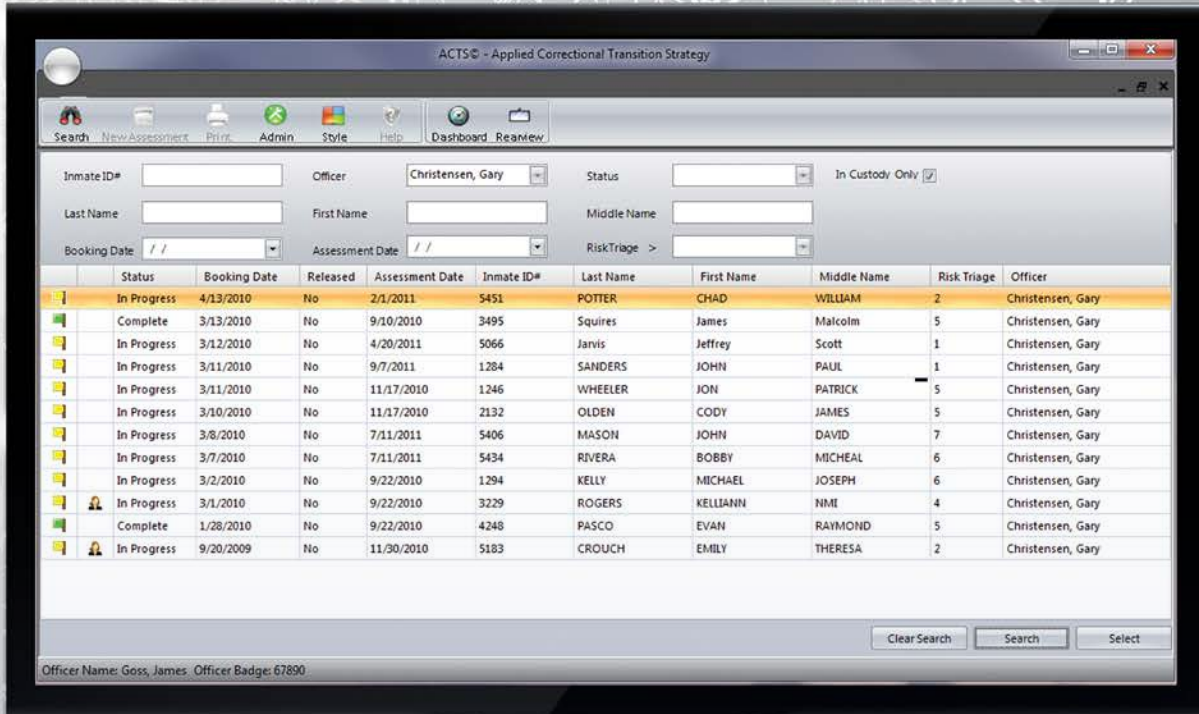 ACTS© - Applied Correctional Transition Strategy
Search New Assessment Print Admin Style Help Dashboard Rearview
Inmate ID# Officer Christensen, Gary Status In Custody Only
Last Name First Name Middle Name
Booking Date / / Assessment Date / / RiskTriage >
Status Booking Date Released Assessment Date Inmate ID# Last Name First Name Middle Name Risk Triage Officer
In Progress 4/13/2010 No 2/1/2011 5451 POTTER CHAD WILLIAM 2 Christensen, Gary
Complete 3/13/2010 No 9/10/2010 3495 Squires James Malcolm 5 Christensen, Gary
In Progress 3/12/2010 No 4/20/2011 5066 Jarvis Jeffrey Scott 1 Christensen, Gary
In Progress 3/11/2010 No 9/7/2011 1284 SANDERS JOHN PAUL 1 Christensen, Gary
In Progress 3/11/2010 No 11/17/2010 1246 WHEELER JON PATRICK 5 Christensen, Gary
In Progress 3/10/2010 No 11/17/2010 2132 OLDEN CODY JAMES 5 Christensen, Gary
In Progress 3/8/2010 No 7/11/2011 5406 MASON JOHN DAVID 7 Christensen, Gary
In Progress 3/7/2010 No 7/11/2011 5434 RIVERA BOBBY MICHEAL 6 Christensen, Gary
In Progress 3/2/2010 No 9/22/2010 1294 KELLY MICHAEL JOSEPH 6 Christensen, Gary
In Progress 3/1/2010 No 9/22/2010 3229 ROGERS KELLIANN NMI 4 Christensen, Gary
Complete 1/28/2010 No 9/22/2010 4248 PASCO EVAN RAYMOND 5 Christensen, Gary
In Progress 9/20/2009 No 11/30/2010 5183 CROUCH EMILY THERESA 2 Christensen, Gary
Clear Search Search Select
Officer Name: Goss, James Officer Badge: 67890